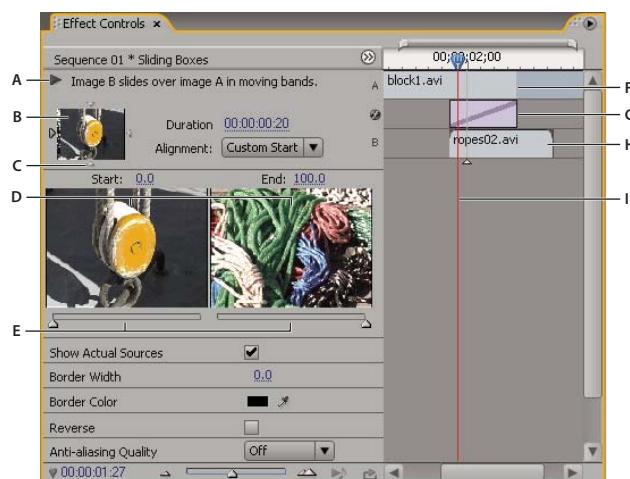 Effect Controls ×
Sequence 01 * Sliding Boxes
00;00;02;00
A
Image B slides over image A in moving bands.
A
block1.avi
F
B
Duration 00:00:00:20
G
Alignment: Custom Start
B
ropes02.avi
H
C
Start: 0.0
End: 100.0
D
I
E
Show Actual Sources
Border Width 0.0
Border Color
Reverse
Anti-aliasing Quality Off
00:00:01:27